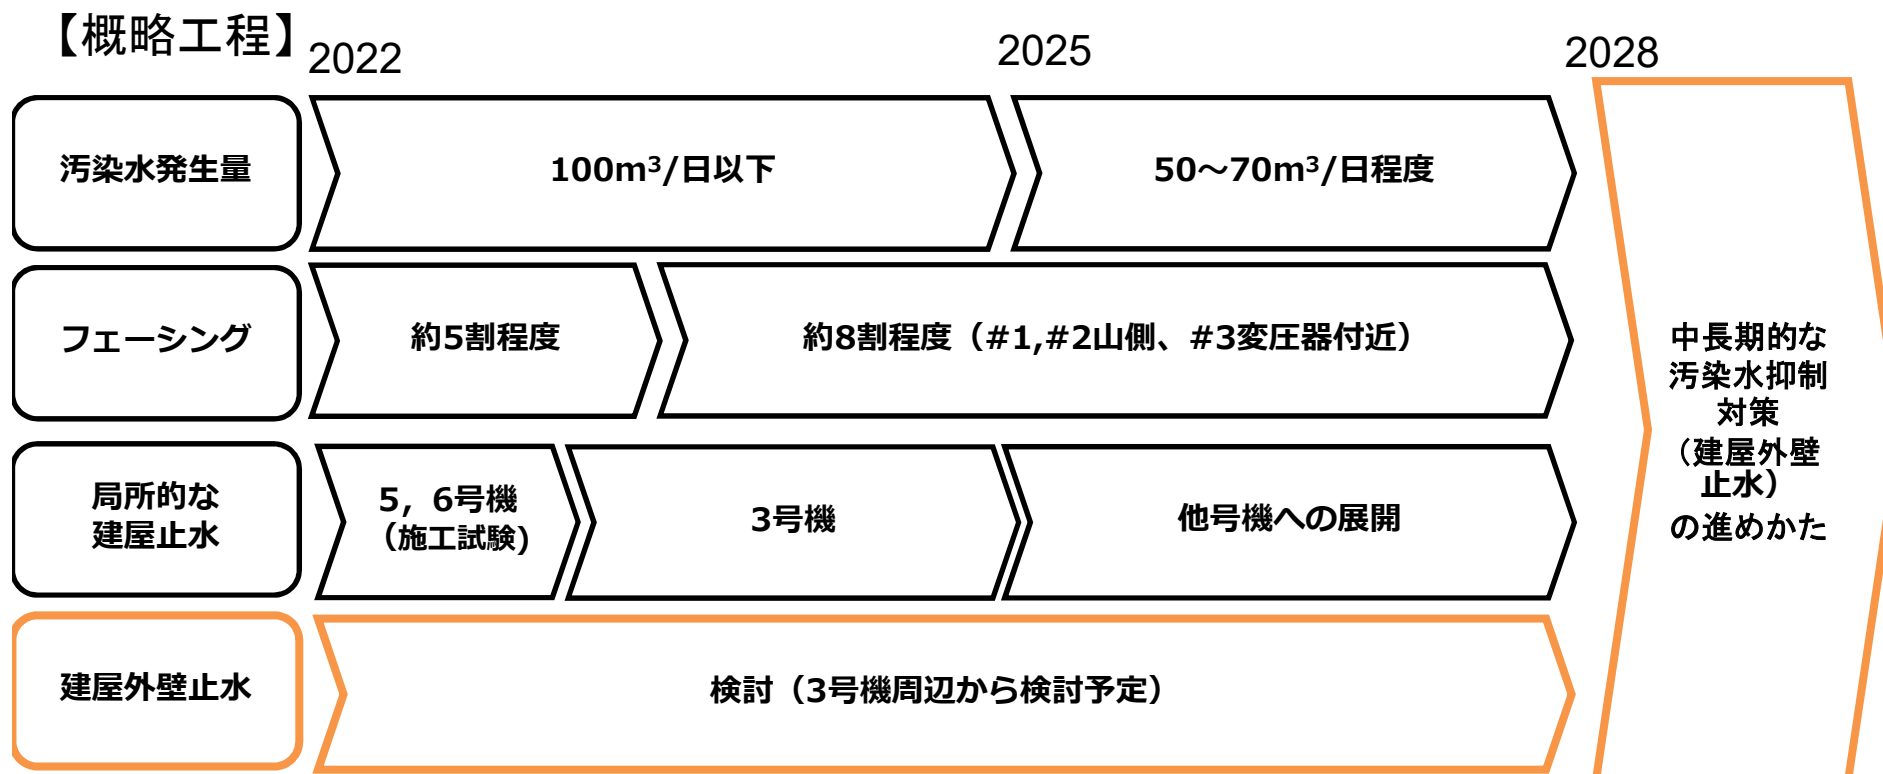 【概略工程】
2022
2025
2028
汚染水発生量
100m³/日以下
50～70m³/日程度
フェーシング
約5割程度
約8割程度（#1,#2山側、#3変圧器付近）
局所的な
建屋止水
5，6号機
（施工試験)
3号機
他号機への展開
建屋外壁止水
検討（3号機周辺から検討予定）
中長期的な
汚染水抑制
対策
（建屋外壁
止水）
の進めかた